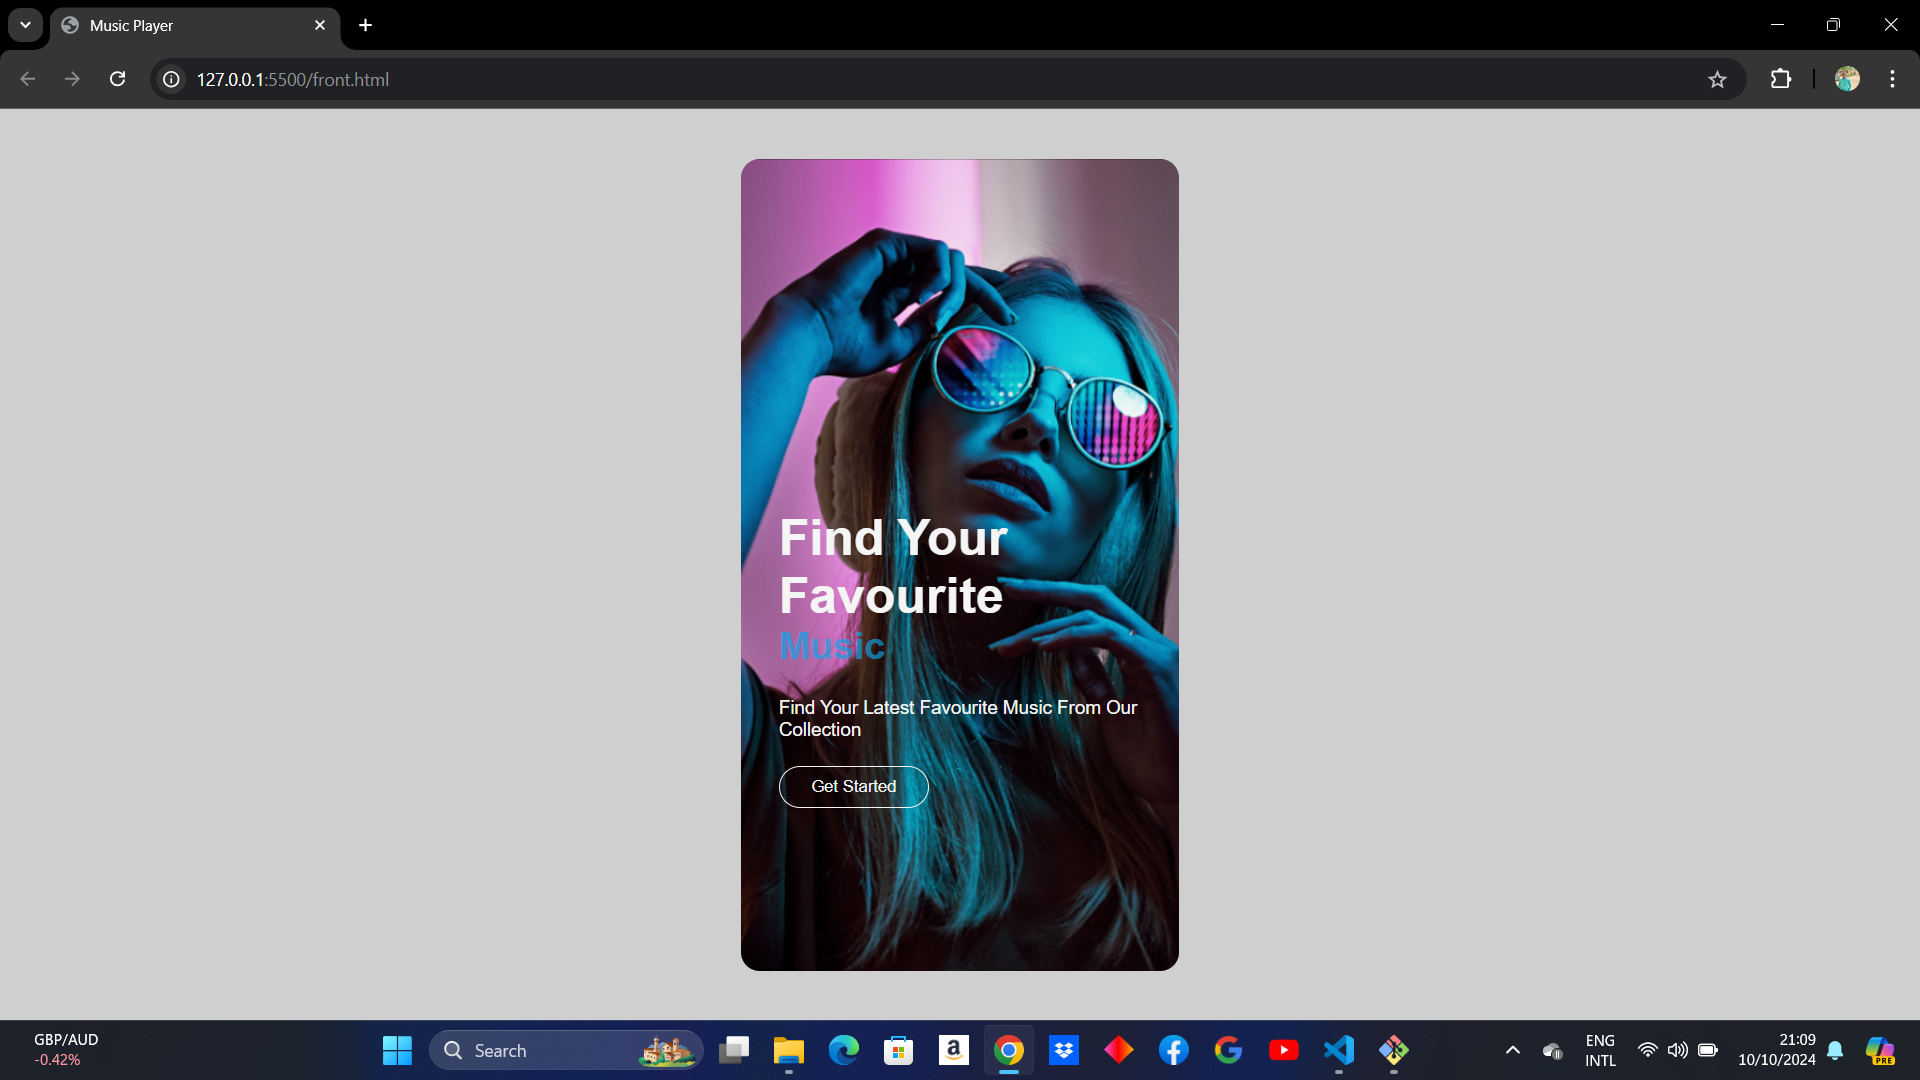 Music Player
127.0.0.1:5500/front.html
Find Your
Favourite
Music
Find Your Latest Favourite Music From Our
Collection
Get Started
GBP/AUD
-0.42%
Search
a
G
ENG
INTL
21:09
10/10/2024
PRE